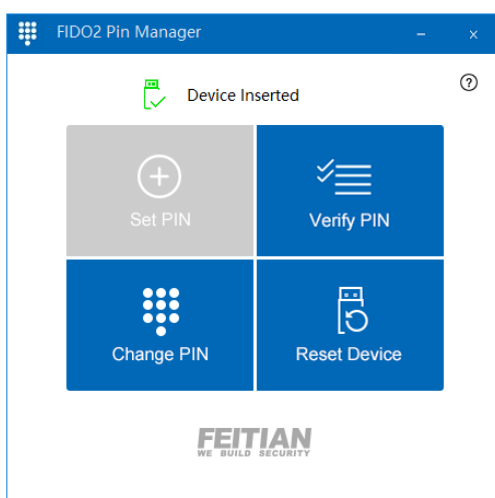 FIDO2 Pin Manager
Device Inserted
Set PIN
Verify PIN
Change PIN
Reset Device
FEITIAN
WE BUILD SECURITY